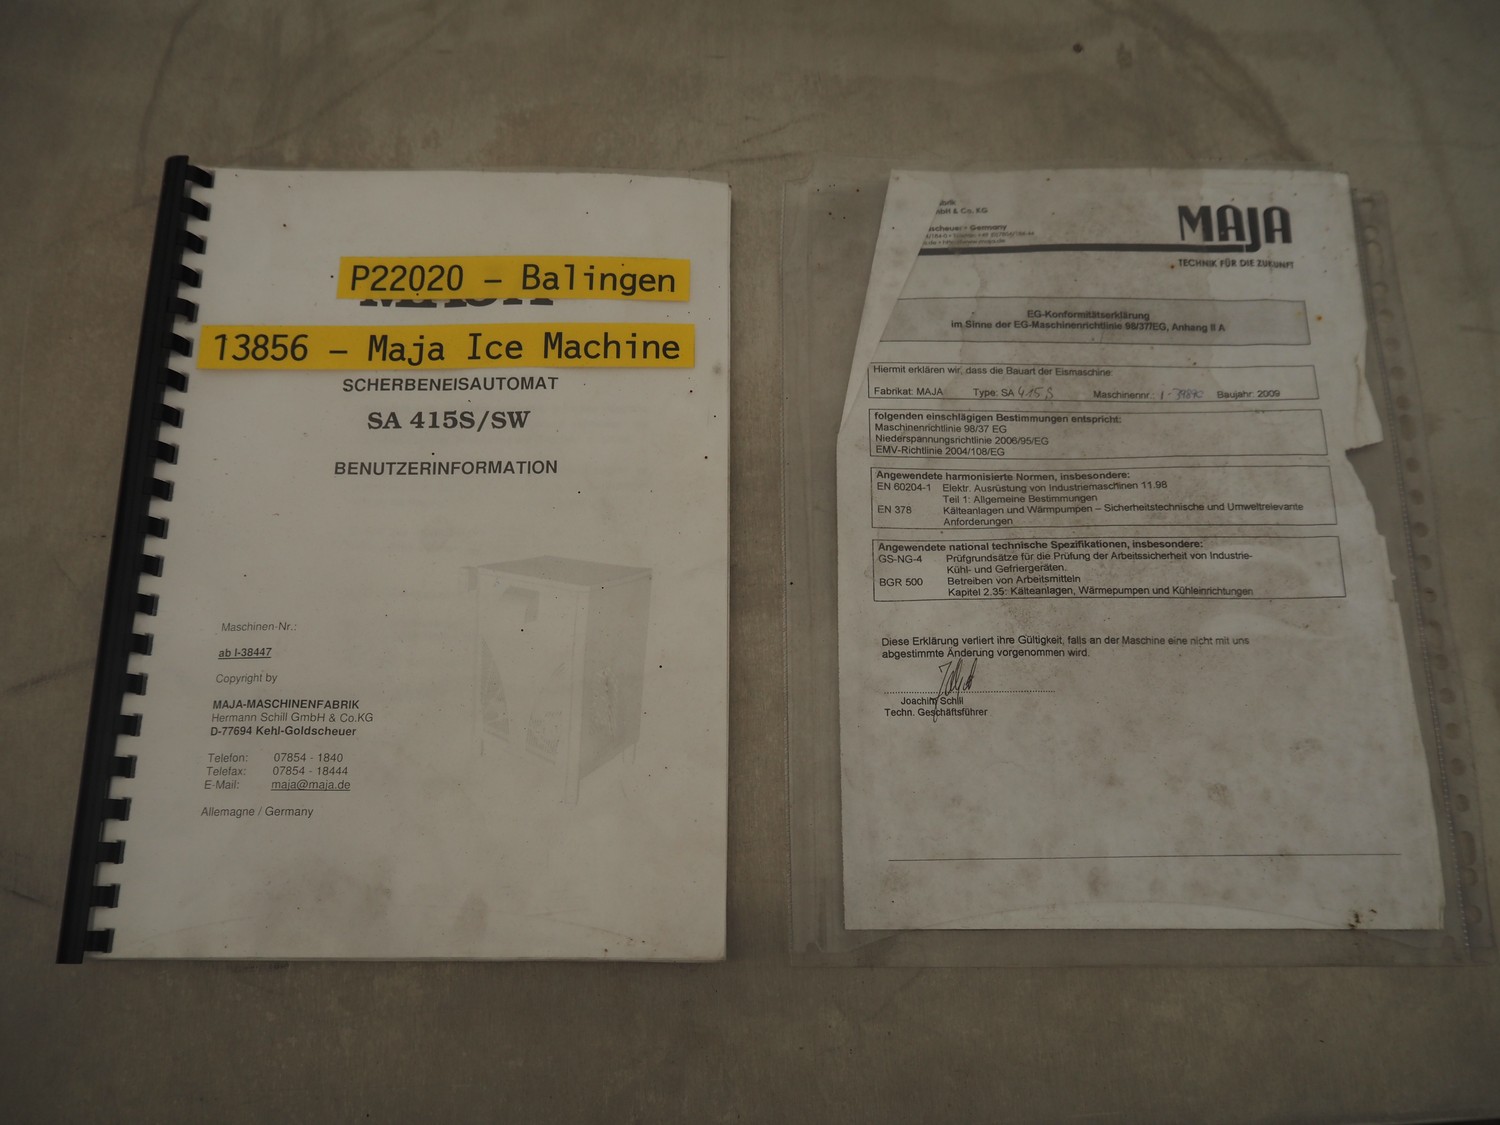 P22020 – Balingen
13856 – Maja Ice Machine
SCHERBENEISAUTOMAT
SA 415S/SW
BENUTZERINFORMATION
Maschinen-Nr.:
ab I-38447
Copyright by
MAJA-MASCHINENFABRIK
Hermann Schill GmbH & Co.KG
D-77694 Kehl-Goldscheuer
Telefon: 07854 - 1840
Telefax: 07854 - 18444
E-Mail: maja@maja.de
Allemagne / Germany
& Co. KG
Germany
MAJA
TECHNIK FÜR DIE ZUKUNFT
EG-Konformitätserklärung
im Sinne der EG-Maschinenrichtlinie 98/37/EG, Anhang II A
Hiermit erklären wir, dass die Bauart der Eismaschine:
Fabrikat: MAJA Type: SA 415 S Maschinennr.: Baujahr: 2009
folgenden einschlägigen Bestimmungen entspricht:
Maschinenrichtlinie 98/37 EG
Niederspannungsrichtlinie 2006/95/EG
EMV-Richtlinie 2004/108/EG
Angewendete harmonisierte Normen, insbesondere:
EN 60204-1 Elektr. Ausrüstung von Industriemaschinen 11.98
Teil 1: Allgemeine Bestimmungen
EN 378 Kälteanlagen und Wärmpumpen – Sicherheitstechnische und Umweltrelevante
Anforderungen
Angewendete national technische Spezifikationen, insbesondere:
GS-NG-4 Prüfgrundsätze für die Prüfung der Arbeitssicherheit von Industrie-
Kühl- und Gefriergeräten.
BGR 500 Betreiben von Arbeitsmitteln
Kapitel 2.35: Kälteanlagen, Wärmepumpen und Kühleinrichtungen
Diese Erklärung verliert ihre Gültigkeit, falls an der Maschine eine nicht mit uns
abgestimmte Änderung vorgenommen wird.
Joachim Schill
Techn. Geschäftsführer